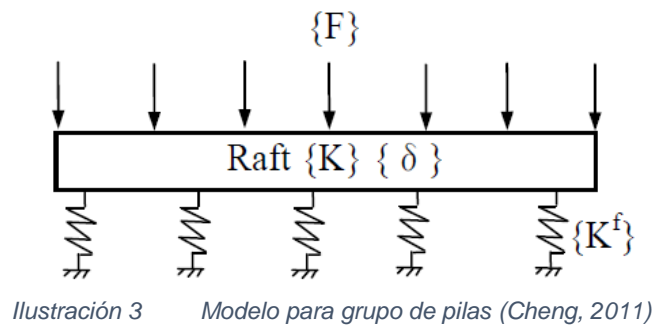 {F}
Raft {K} { δ }
{K^f}
Ilustración 3 Modelo para grupo de pilas (Cheng, 2011)